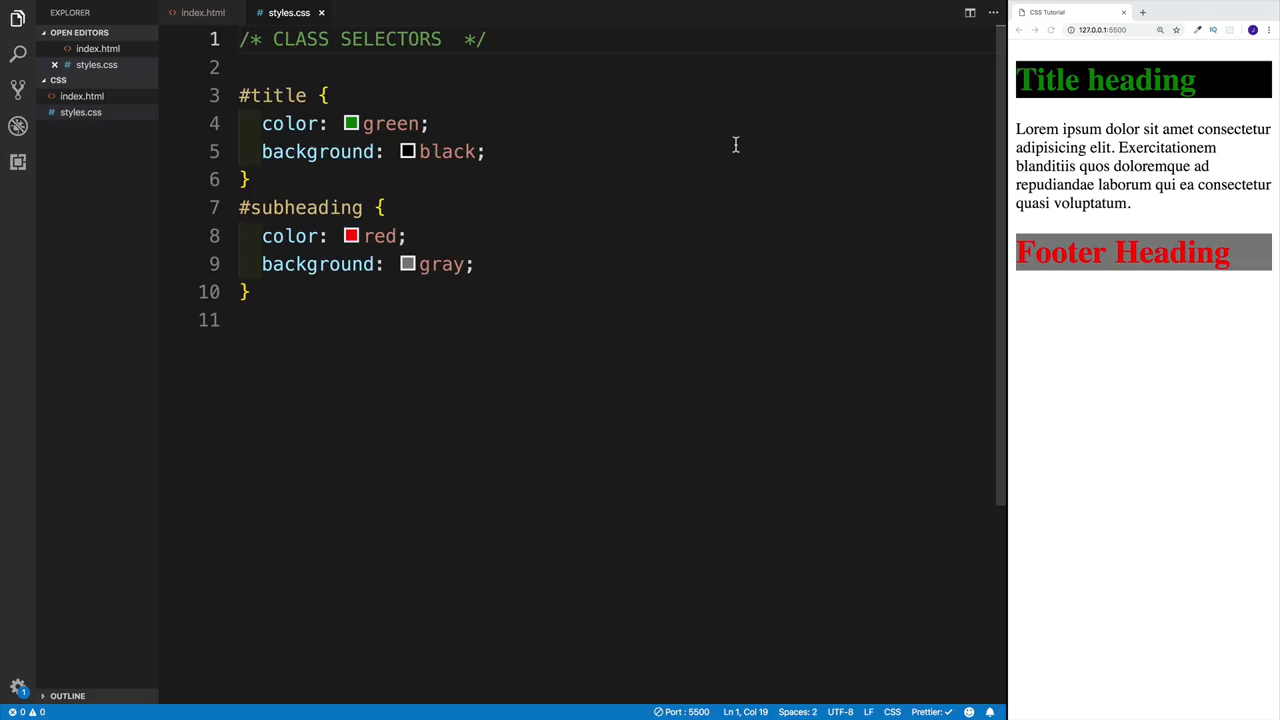 EXPLORER
OPEN EDITORS
index.html
styles.css
CSS
index.html
styles.css
OUTLINE
1
index.html
styles.css
1 /* CLASS SELECTORS  */
2
3 #title {
4 color: green;
5 background: black;
6 }
7 #subheading {
8 color: red;
9 background: gray;
10 }
11
0 0
Port : 5500 Ln 1, Col 19 Spaces: 2 UTF-8 LF CSS Prettier: ✓
CSS Tutorial
127.0.0.1:5500 IQ J
Title heading
Lorem ipsum dolor sit amet consectetur
adipisicing elit. Exercitationem
blanditiis quos doloremque ad
repudiandae laborum qui ea consectetur
quasi voluptatum.
Footer Heading